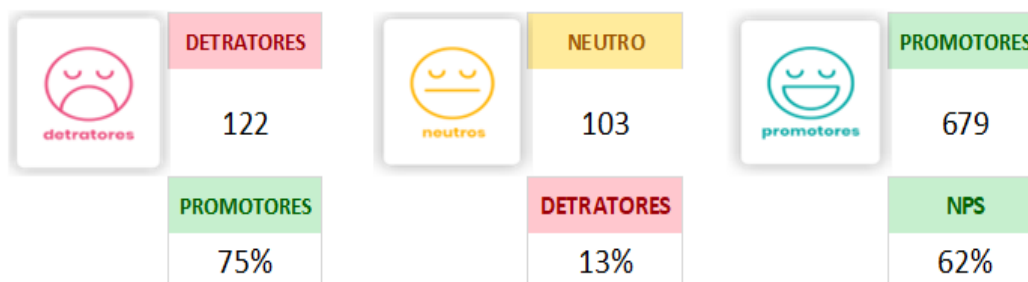 DETRATORES
NEUTRO
PROMOTORES
detratores
122
neutros
103
promotores
679
PROMOTORES
DETRATORES
NPS
75%
13%
62%